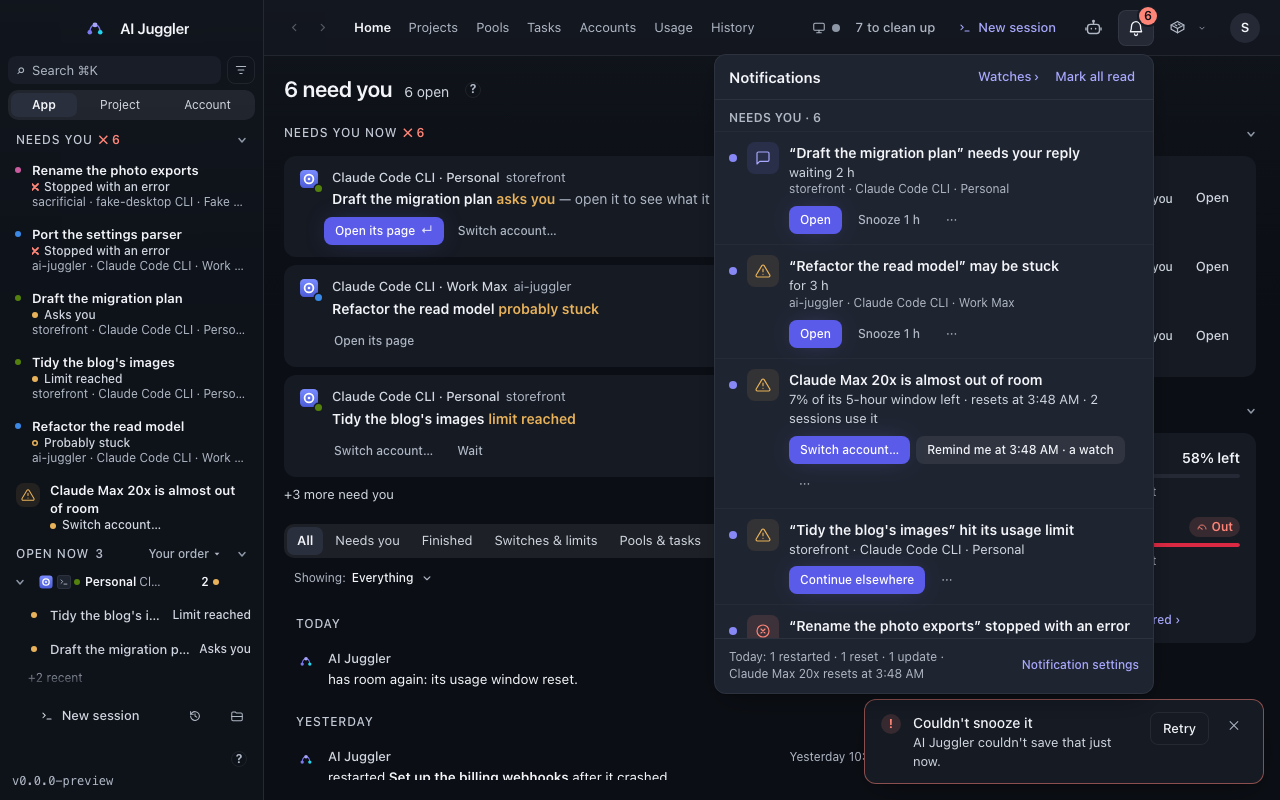 AI Juggler
Search ⌘K
App Project Account
NEEDS YOU 6
Rename the photo exports
Stopped with an error
sacrificial · fake-desktop CLI · Fake ...
Port the settings parser
Stopped with an error
ai-juggler · Claude Code CLI · Work ...
Draft the migration plan
Asks you
storefront · Claude Code CLI · Perso...
Tidy the blog's images
Limit reached
storefront · Claude Code CLI · Perso...
Refactor the read model
Probably stuck
ai-juggler · Claude Code CLI · Work ...
Claude Max 20x is almost out
of room
Switch account...
OPEN NOW 3 Your order
Personal Cl... 2
Tidy the blog's i... Limit reached
Draft the migration p... Asks you
+2 recent
New session
?
v0.0.0-preview
Home Projects Pools Tasks Accounts Usage History
7 to clean up New session 6 S
6 need you 6 open ?
NEEDS YOU NOW 6
Claude Code CLI · Personal storefront
Draft the migration plan asks you — open it to see what it
Open its page ↵ Switch account...
Claude Code CLI · Work Max ai-juggler
Refactor the read model probably stuck
Open its page
Claude Code CLI · Personal storefront
Tidy the blog's images limit reached
Switch account... Wait
+3 more need you
All Needs you Finished Switches & limits Pools & tasks
Showing: Everything
TODAY
AI Juggler
has room again: its usage window reset.
YESTERDAY
AI Juggler Yesterday 10:
restarted Set up the billing webhooks after it crashed
Notifications Watches › Mark all read
NEEDS YOU · 6
“Draft the migration plan” needs your reply
waiting 2 h
storefront · Claude Code CLI · Personal
Open Snooze 1 h ...
“Refactor the read model” may be stuck
for 3 h
ai-juggler · Claude Code CLI · Work Max
Open Snooze 1 h ...
Claude Max 20x is almost out of room
7% of its 5-hour window left · resets at 3:48 AM · 2
sessions use it
Switch account... Remind me at 3:48 AM · a watch
...
“Tidy the blog's images” hit its usage limit
storefront · Claude Code CLI · Personal
Continue elsewhere ...
“Rename the photo exports” stopped with an error
Today: 1 restarted · 1 reset · 1 update ·
Claude Max 20x resets at 3:48 AM
Notification settings
you Open
you Open
you Open
58% left
t
Out
t
red ›
Couldn't snooze it
AI Juggler couldn't save that just
now.
Retry